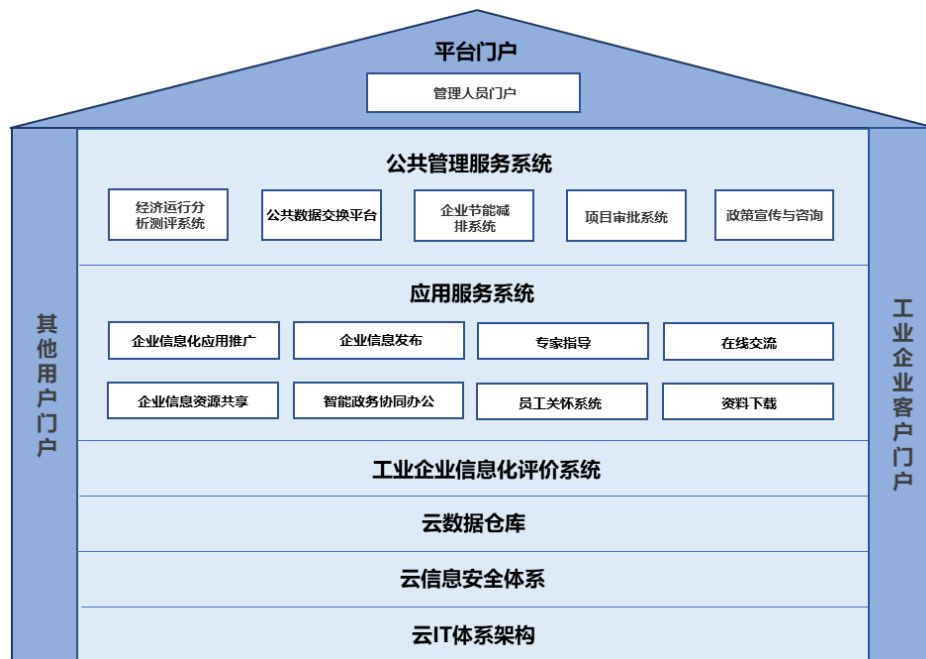 平台门户
管理人员门户
其他用户门户
公共管理服务系统
经济运行分
析测评系统
公共数据交换平台
企业节能减
排系统
项目审批系统
政策宣传与咨询
应用服务系统
企业信息化应用推广
企业信息发布
专家指导
在线交流
企业信息资源共享
智能政务协同办公
员工关怀系统
资料下载
工业企业信息化评价系统
云数据仓库
云信息安全体系
云IT体系架构
工业企业客户门户